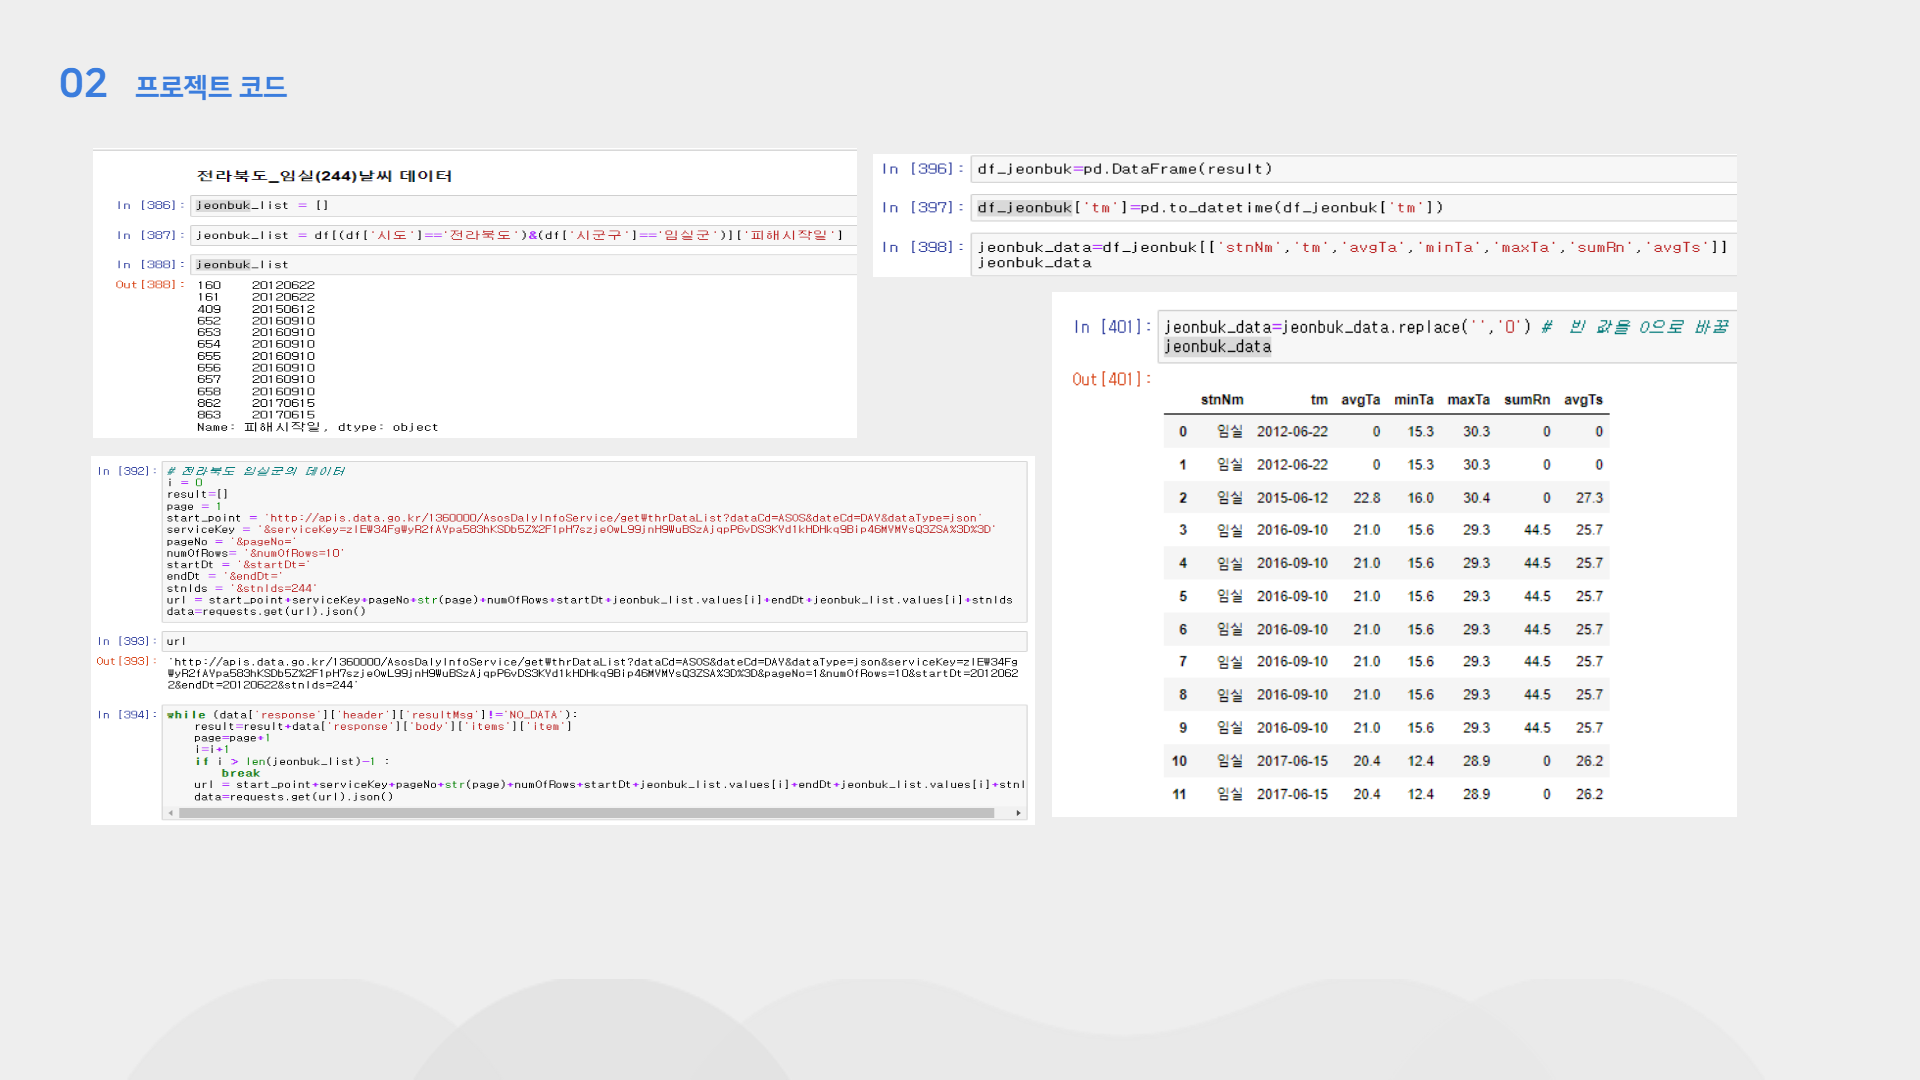 02 프로젝트 코드
전라북도_임실(244)날씨 데이터
In [386]: jeonbuk_list = []
In [387]: jeonbuk_list = df[(df['시도']=='전라북도')&(df['시군구']=='임실군')]['피해시작일']
In [388]: jeonbuk_list
Out[388]: 160 20120622
161 20120622
409 20150612
652 20160910
653 20160910
654 20160910
655 20160910
656 20160910
657 20160910
658 20160910
862 20170615
863 20170615
Name: 피해시작일, dtype: object
In [392]: # 전라북도 임실군의 데이터
i = 0
result=[]
page = 1
start_point = 'http://apis.data.go.kr/1360000/AsosDalyInfoService/get₩thrDataList?dataCd=ASOS&dateCd=DAY&dataType=json'
pageNo = '&pageNo='
numOfRows= '&numOfRows=10'
startDt = '&startDt='
endDt = '&endDt='
stnIds = '&stnIds=244'
url = start_point+serviceKey+pageNo+str(page)+numOfRows+startDt+jeonbuk_list.values[i]+endDt+jeonbuk_list.values[i]+stnIds
data=requests.get(url).json()
In [393]: url
Out[393]: 'http://apis.data.go.kr/1360000/AsosDalyInfoService/get₩thrDataList?dataCd=ASOS&dateCd=DAY&dataType=json&serviceKey=
2&endDt=20120622&stnIds=244'
In [394]: while (data['response']['header']['resultMsg']!='NO_DATA'):
result=result+data['response']['body']['items']['item']
page=page+1
i=i+1
if i > len(jeonbuk_list)-1 :
break
url = start_point+serviceKey+pageNo+str(page)+numOfRows+startDt+jeonbuk_list.values[i]+endDt+jeonbuk_list.values[i]+stnI
data=requests.get(url).json()
In [396]: df_jeonbuk=pd.DataFrame(result)
In [397]: df_jeonbuk['tm']=pd.to_datetime(df_jeonbuk['tm'])
In [398]: jeonbuk_data=df_jeonbuk[['stnNm','tm','avgTa','minTa','maxTa','sumRn','avgTs']]
jeonbuk_data
In [401]: jeonbuk_data=jeonbuk_data.replace('','0') # 빈 값을 0으로 바꿈
jeonbuk_data
Out[401]:
stnNm tm avgTa minTa maxTa sumRn avgTs
0 임실 2012-06-22 0 15.3 30.3 0 0
1 임실 2012-06-22 0 15.3 30.3 0 0
2 임실 2015-06-12 22.8 16.0 30.4 0 27.3
3 임실 2016-09-10 21.0 15.6 29.3 44.5 25.7
4 임실 2016-09-10 21.0 15.6 29.3 44.5 25.7
5 임실 2016-09-10 21.0 15.6 29.3 44.5 25.7
6 임실 2016-09-10 21.0 15.6 29.3 44.5 25.7
7 임실 2016-09-10 21.0 15.6 29.3 44.5 25.7
8 임실 2016-09-10 21.0 15.6 29.3 44.5 25.7
9 임실 2016-09-10 21.0 15.6 29.3 44.5 25.7
10 임실 2017-06-15 20.4 12.4 28.9 0 26.2
11 임실 2017-06-15 20.4 12.4 28.9 0 26.2